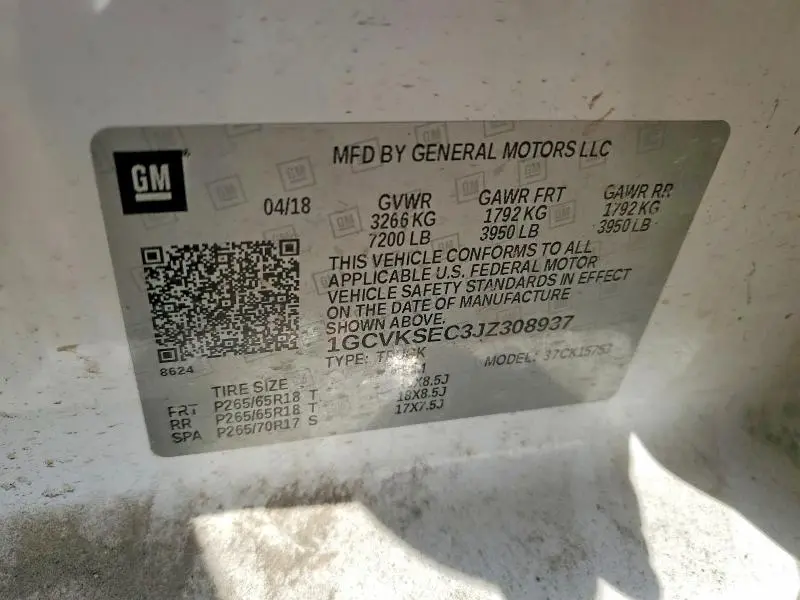 GM
MFD BY GENERAL MOTORS LLC
04/18
GVWR
3266 KG
7200 LB
GAWR FRT
1792 KG
3950 LB
GAWR RR
1792 KG
3950 LB
THIS VEHICLE CONFORMS TO ALL
APPLICABLE U.S. FEDERAL MOTOR
VEHICLE SAFETY STANDARDS IN EFFECT
ON THE DATE OF MANUFACTURE
SHOWN ABOVE.
1GCVKSEC3JZ308937
8624
TYPE: TRUCK MODEL:
TIRE SIZE
FRT P265/65R18 T X8.5J
RR P265/65R18 T 18X8.5J
SPA P265/70R17 S 17X7.5J